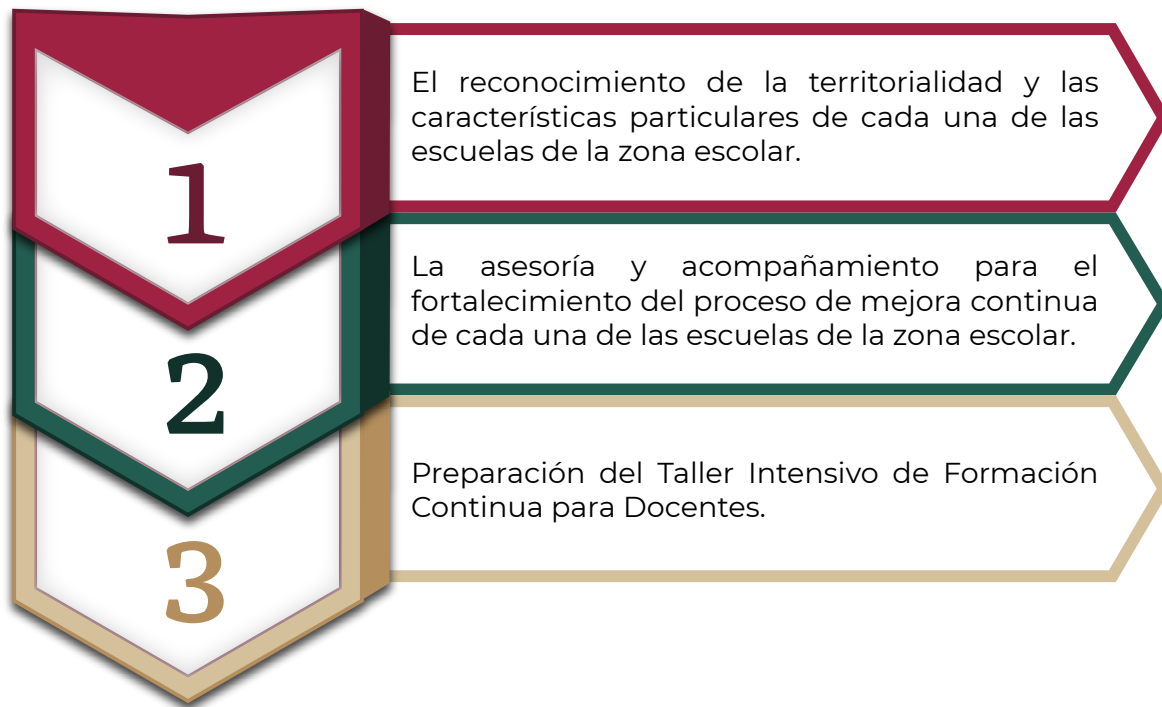 1
El reconocimiento de la territorialidad y las
características particulares de cada una de las
escuelas de la zona escolar.
2
La asesoría y acompañamiento para el
fortalecimiento del proceso de mejora continua
de cada una de las escuelas de la zona escolar.
3
Preparación del Taller Intensivo de Formación
Continua para Docentes.